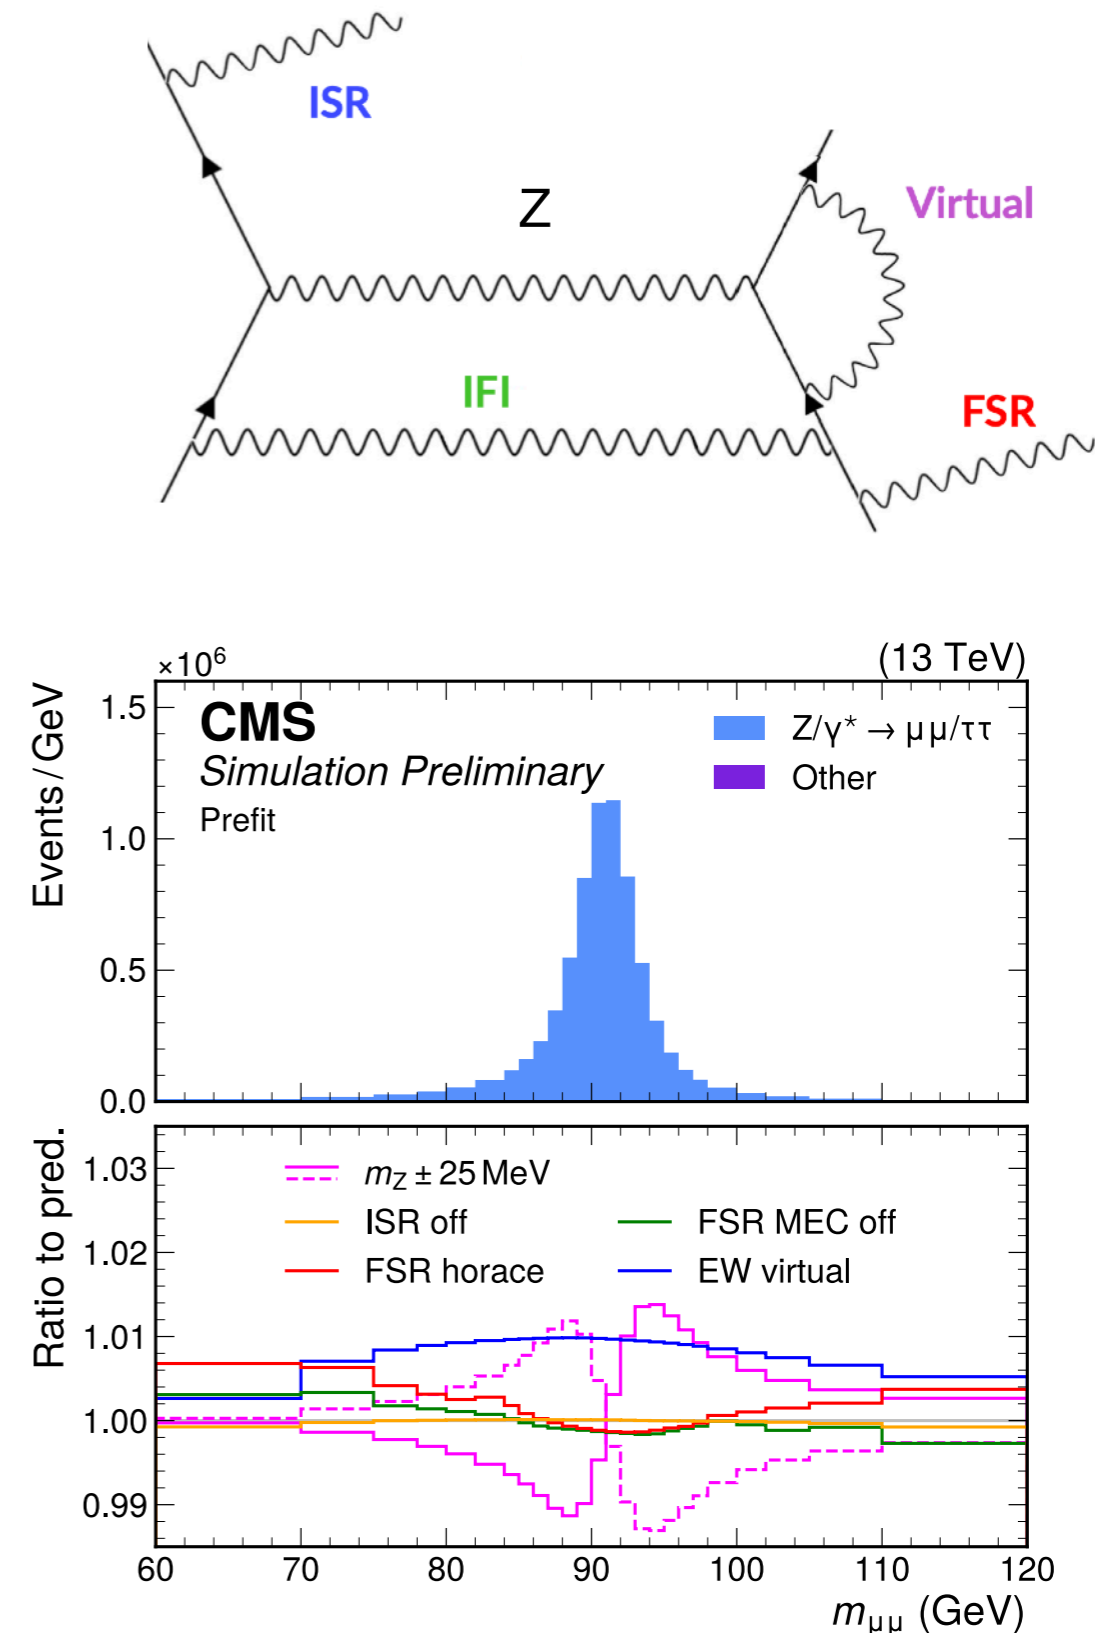 ISR
Z
Virtual
IFI
FSR
×10⁶
(13 TeV)
Events / GeV
CMS
Simulation Preliminary
Prefit
Z/γ* → μμ/ττ
Other
1.5
1.0
0.5
0.0
Ratio to pred.
m_Z ± 25 MeV
ISR off
FSR MEC off
FSR horace
EW virtual
1.03
1.02
1.01
1.00
0.99
60 70 80 90 100 110 120
m_μμ (GeV)